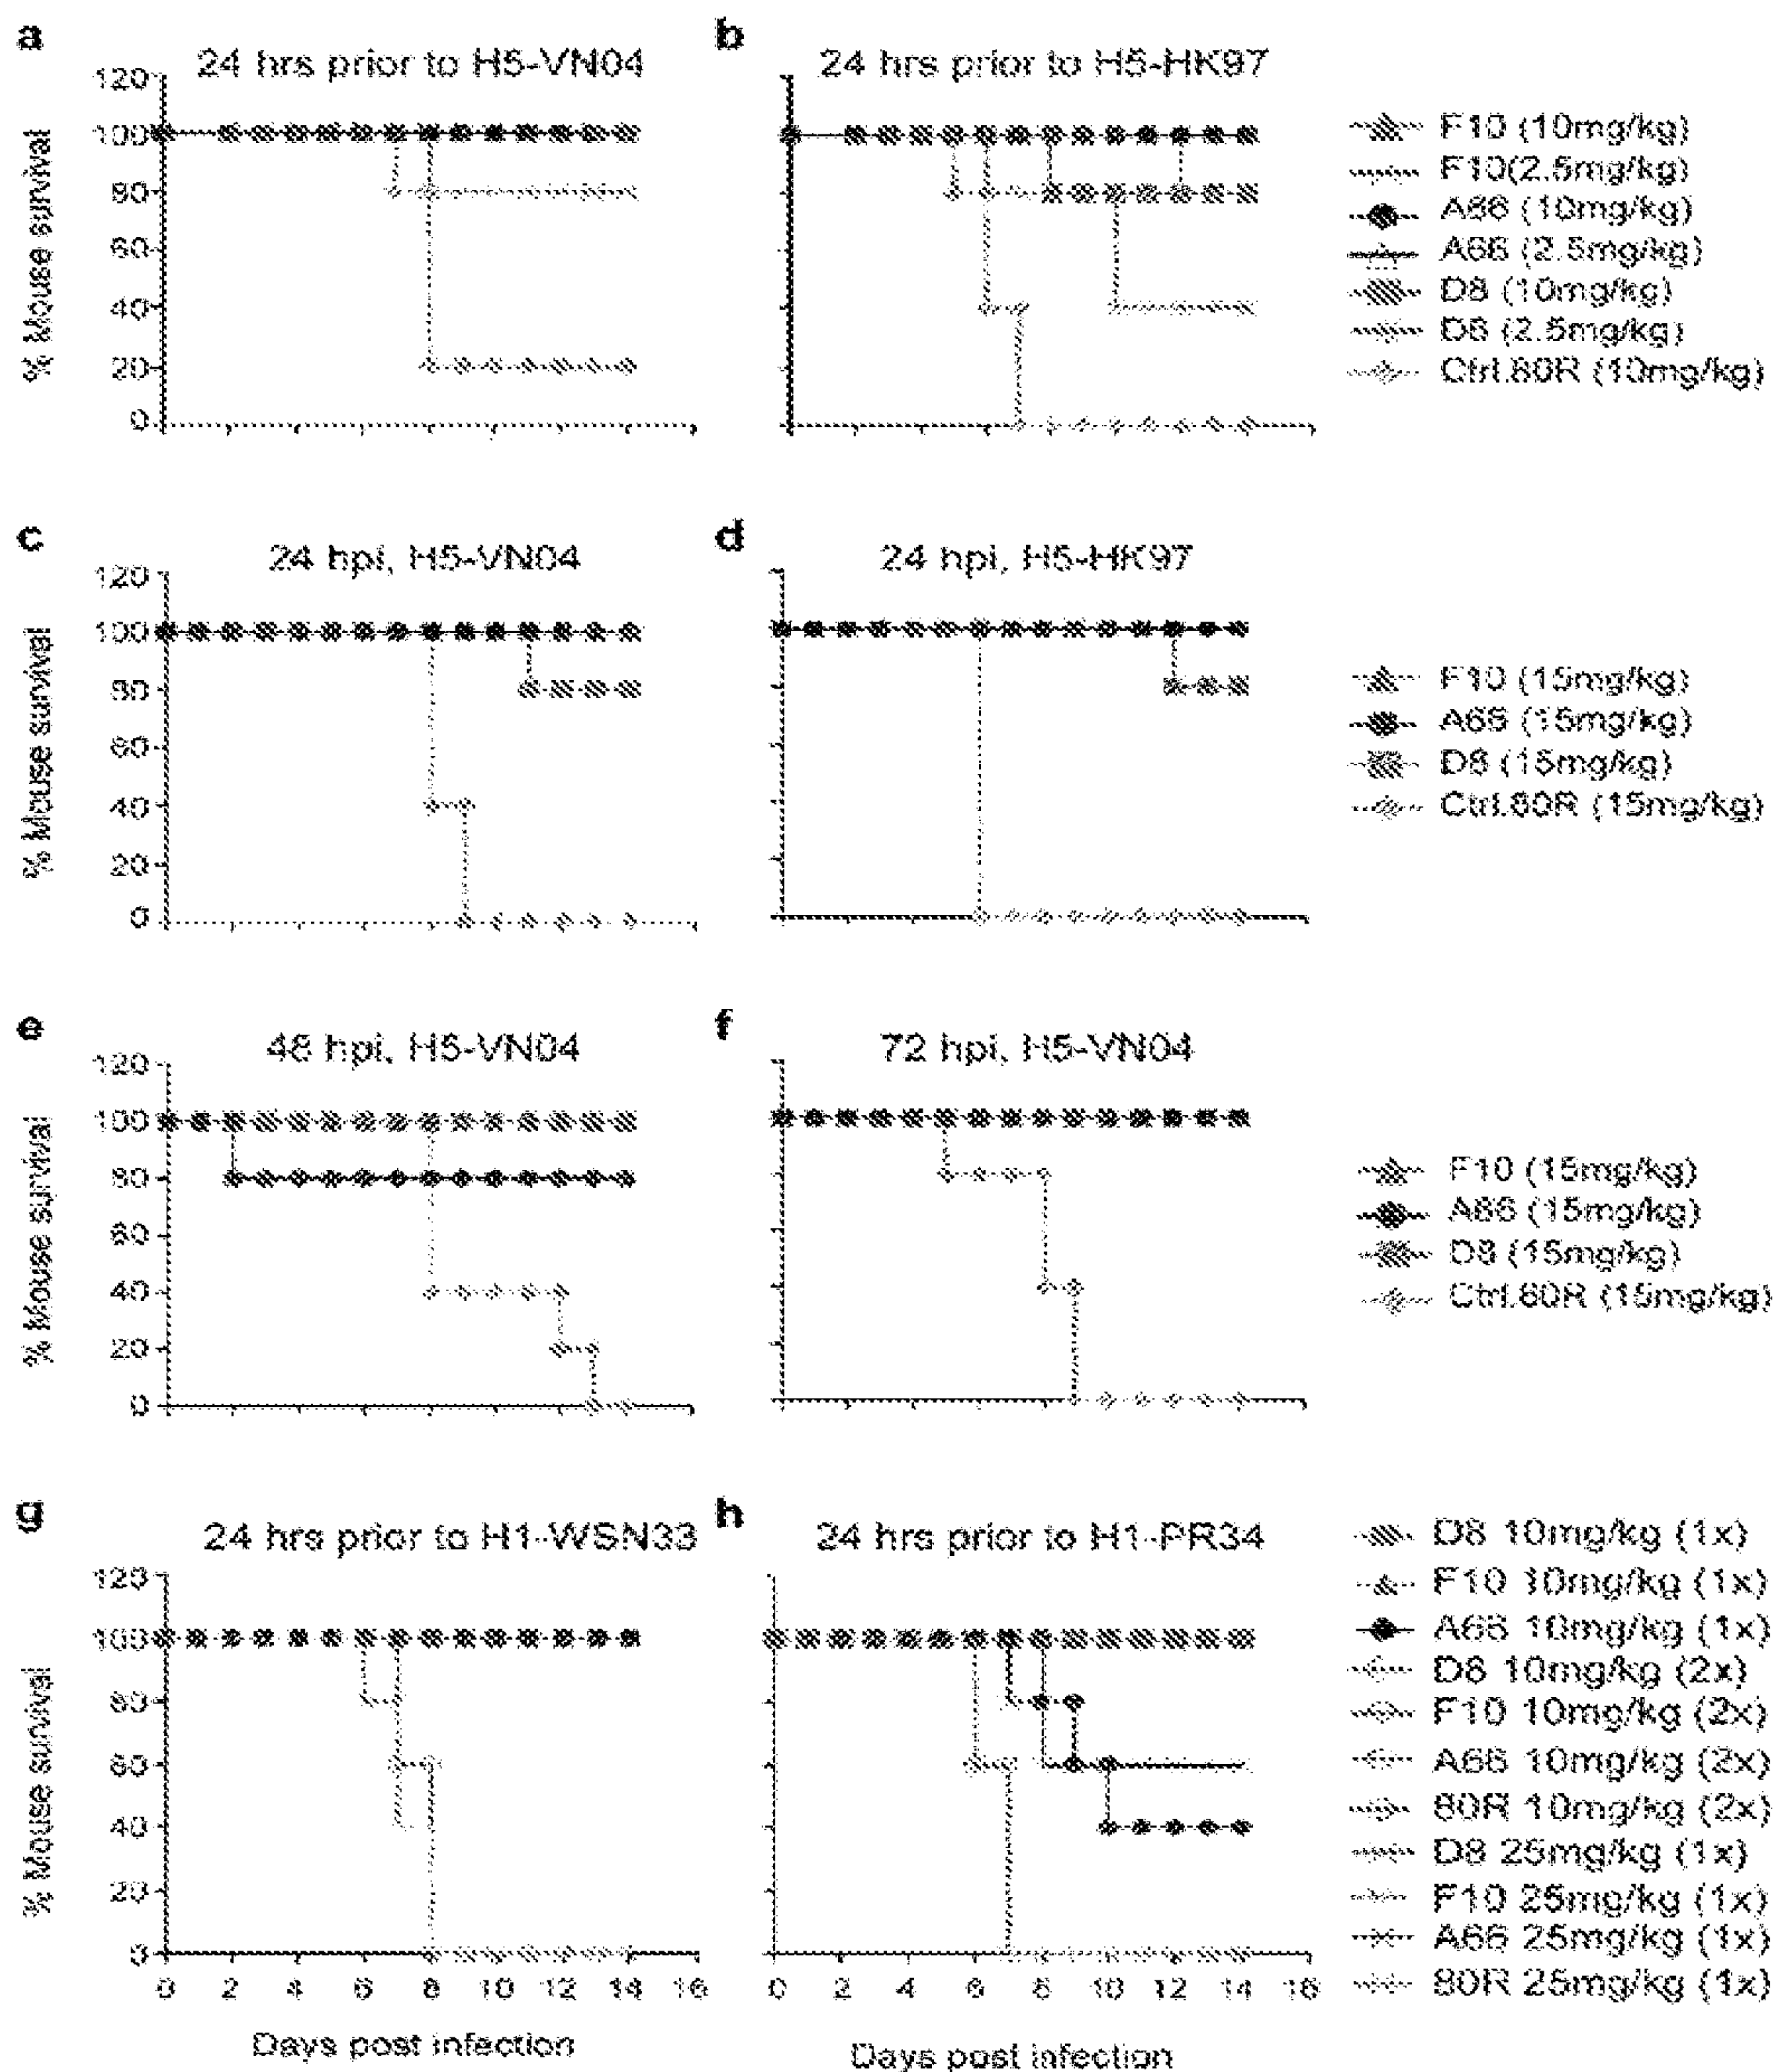 a
24 hrs prior to H5-VN04
120
100
80
60
40
20
0
% Mouse survival
b
24 hrs prior to H5-HK97
F10 (10mg/kg)
F10(2.5mg/kg)
A66 (10mg/kg)
A66 (2.5mg/kg)
D8 (10mg/kg)
D8 (2.5mg/kg)
Ctrl.80R (10mg/kg)
c
24 hpi, H5-VN04
120
100
80
60
40
20
0
% Mouse survival
d
24 hpi, H5-HK97
F10 (15mg/kg)
A66 (15mg/kg)
D8 (15mg/kg)
Ctrl.80R (15mg/kg)
e
48 hpi, H5-VN04
120
100
80
60
40
20
0
% Mouse survival
f
72 hpi, H5-VN04
F10 (15mg/kg)
A66 (15mg/kg)
D8 (15mg/kg)
Ctrl.80R (15mg/kg)
g
24 hrs prior to H1-WSN33
120
100
80
60
40
20
0
% Mouse survival
0 2 4 6 8 10 12 14 16
Days post infection
h
24 hrs prior to H1-PR34
0 2 4 6 8 10 12 14 16
Days post infection
D8 10mg/kg (1x)
F10 10mg/kg (1x)
A66 10mg/kg (1x)
D8 10mg/kg (2x)
F10 10mg/kg (2x)
A66 10mg/kg (2x)
80R 10mg/kg (2x)
D8 25mg/kg (1x)
F10 25mg/kg (1x)
A66 25mg/kg (1x)
80R 25mg/kg (1x)